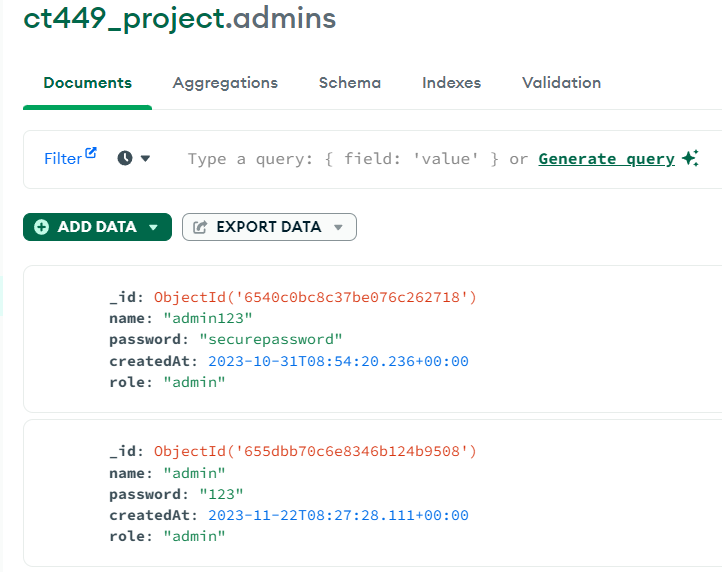 ct449_project.admins
Documents Aggregations Schema Indexes Validation
Filter Type a query: { field: 'value' } or Generate query
ADD DATA EXPORT DATA
_id: ObjectId('6540c0bc8c37be076c262718')
name: "admin123"
password: "securepassword"
createdAt: 2023-10-31T08:54:20.236+00:00
role: "admin"
_id: ObjectId('655dbb70c6e8346b124b9508')
name: "admin"
password: "123"
createdAt: 2023-11-22T08:27:28.111+00:00
role: "admin"